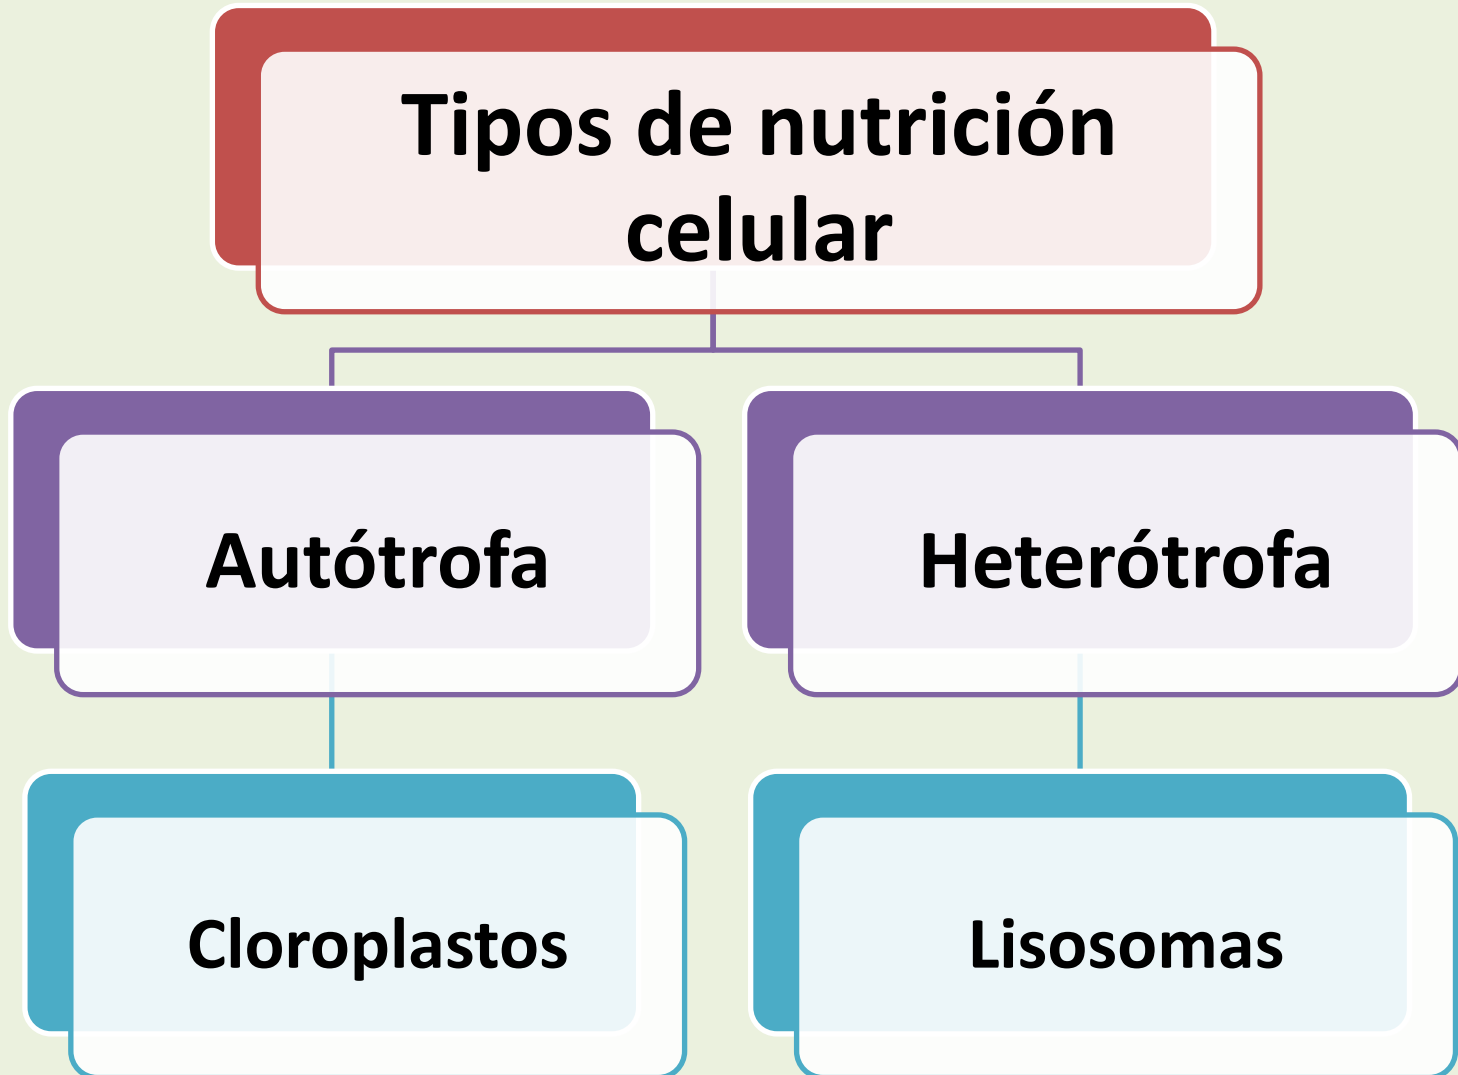 Tipos de nutrición
celular
Autótrofa
Heterótrofa
Cloroplastos
Lisosomas